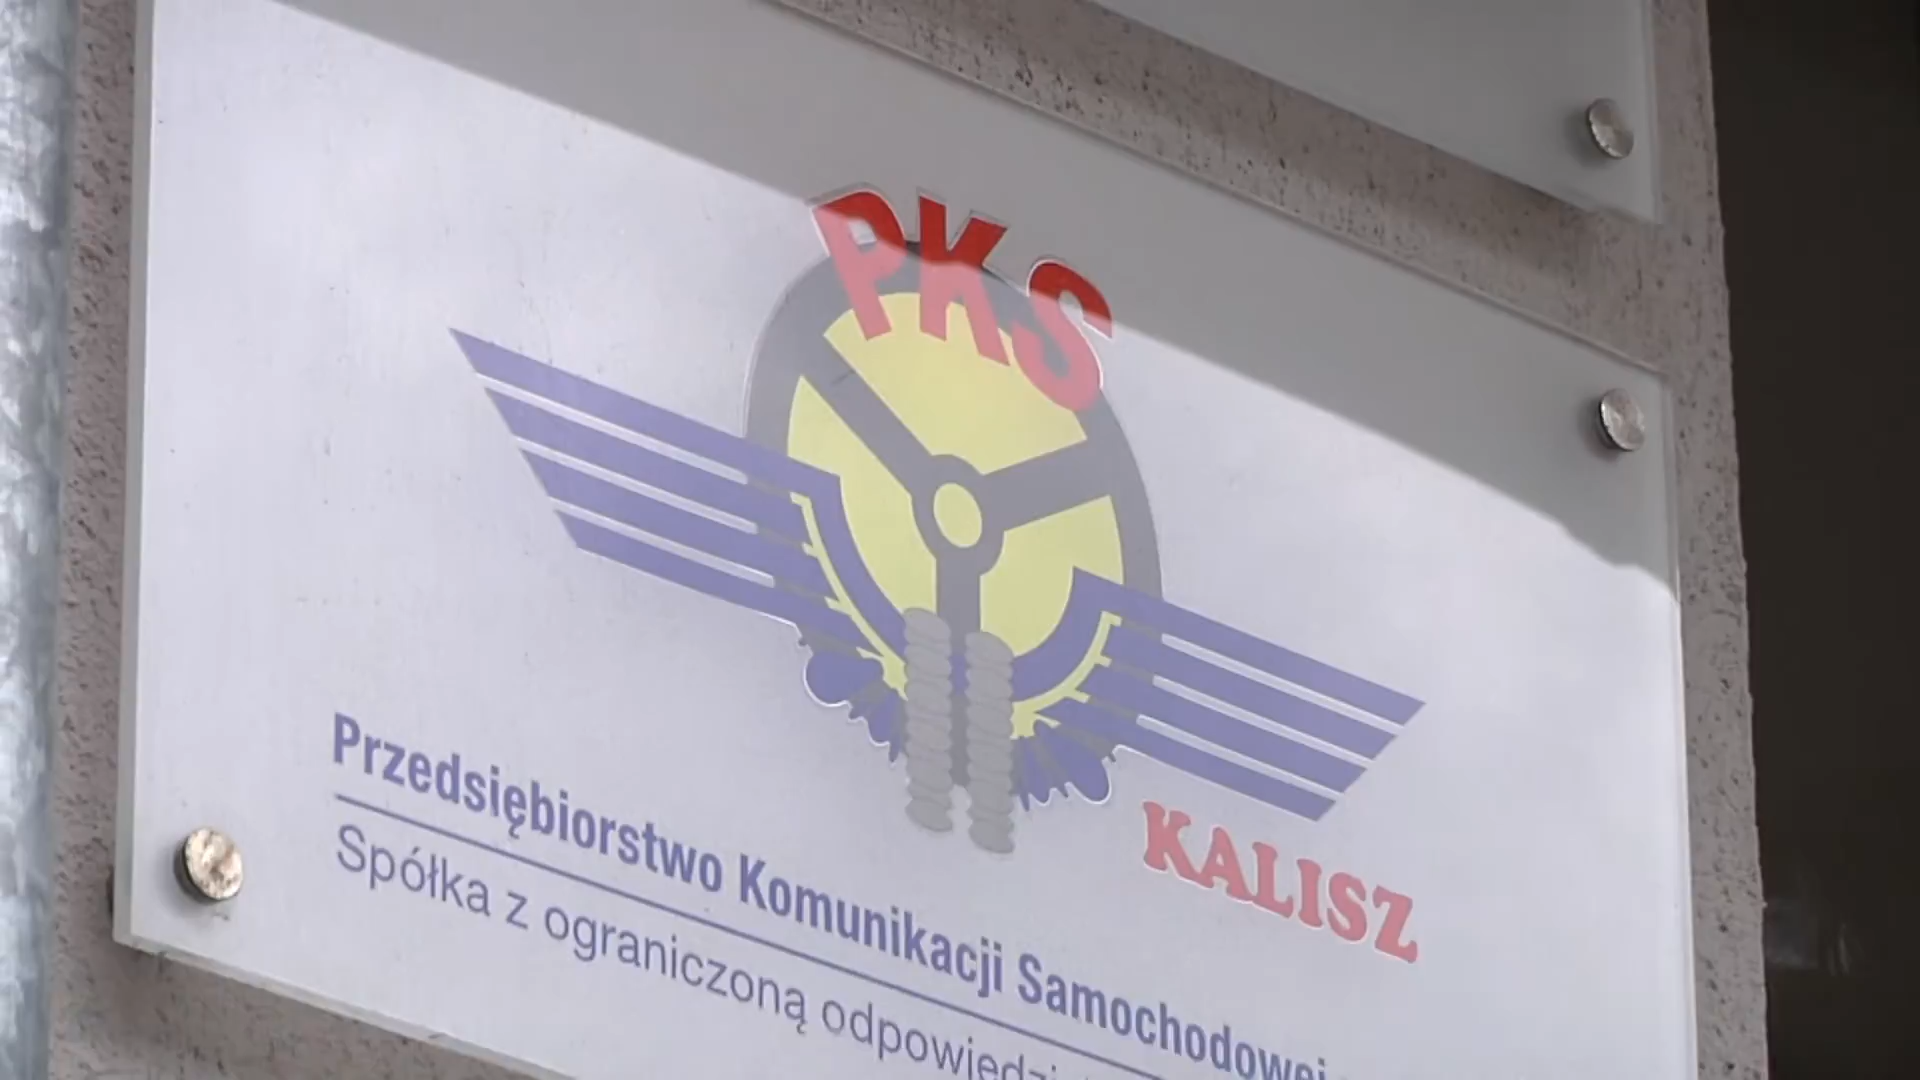 PKS
KALISZ
Przedsiębiorstwo Komunikacji Samochodowej
Spółka z ograniczoną